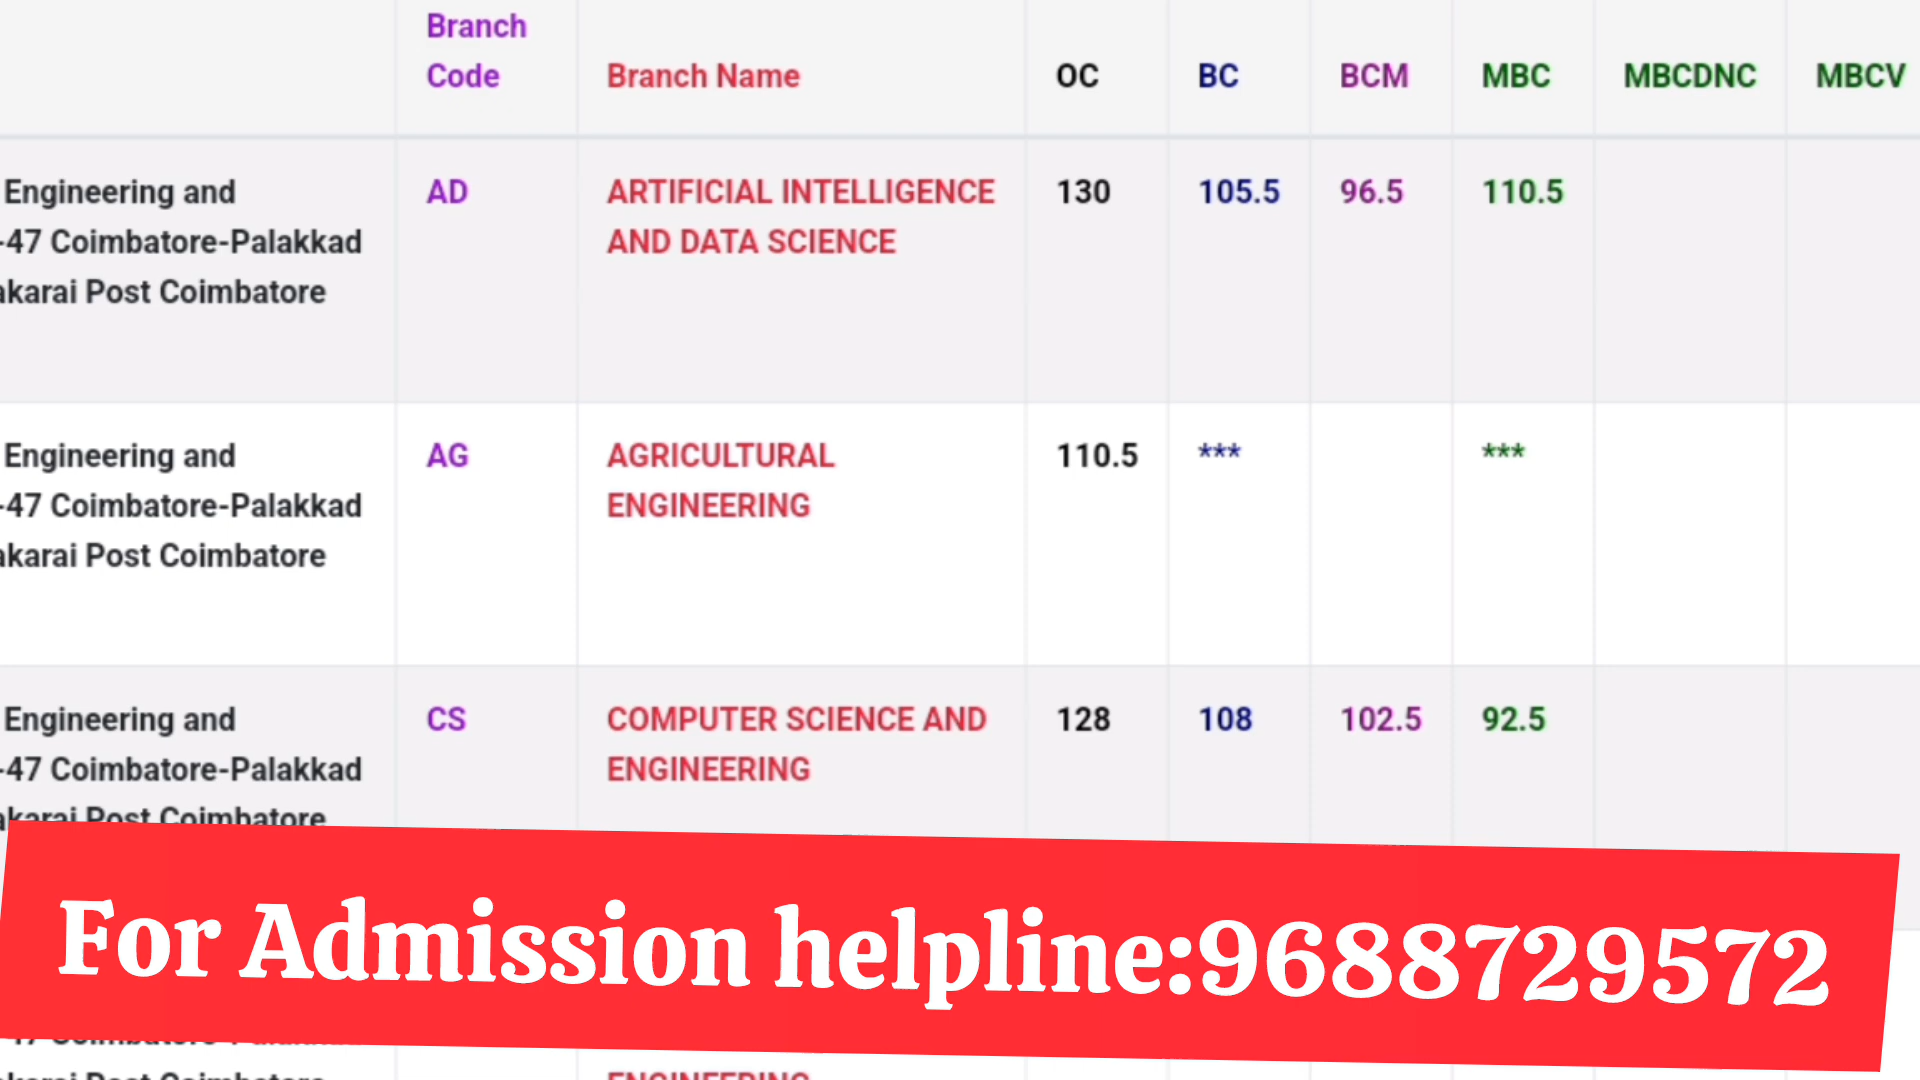 Branch
Code
Branch Name
OC
BC
BCM
MBC
MBCDNC
MBCV
Engineering and
-47 Coimbatore-Palakkad
akarai Post Coimbatore
AD
ARTIFICIAL INTELLIGENCE
AND DATA SCIENCE
130
105.5
96.5
110.5
Engineering and
-47 Coimbatore-Palakkad
akarai Post Coimbatore
AG
AGRICULTURAL
ENGINEERING
110.5
***
***
Engineering and
-47 Coimbatore-Palakkad
akarai Post Coimbatore
CS
COMPUTER SCIENCE AND
ENGINEERING
128
108
102.5
92.5
For Admission helpline:9688729572